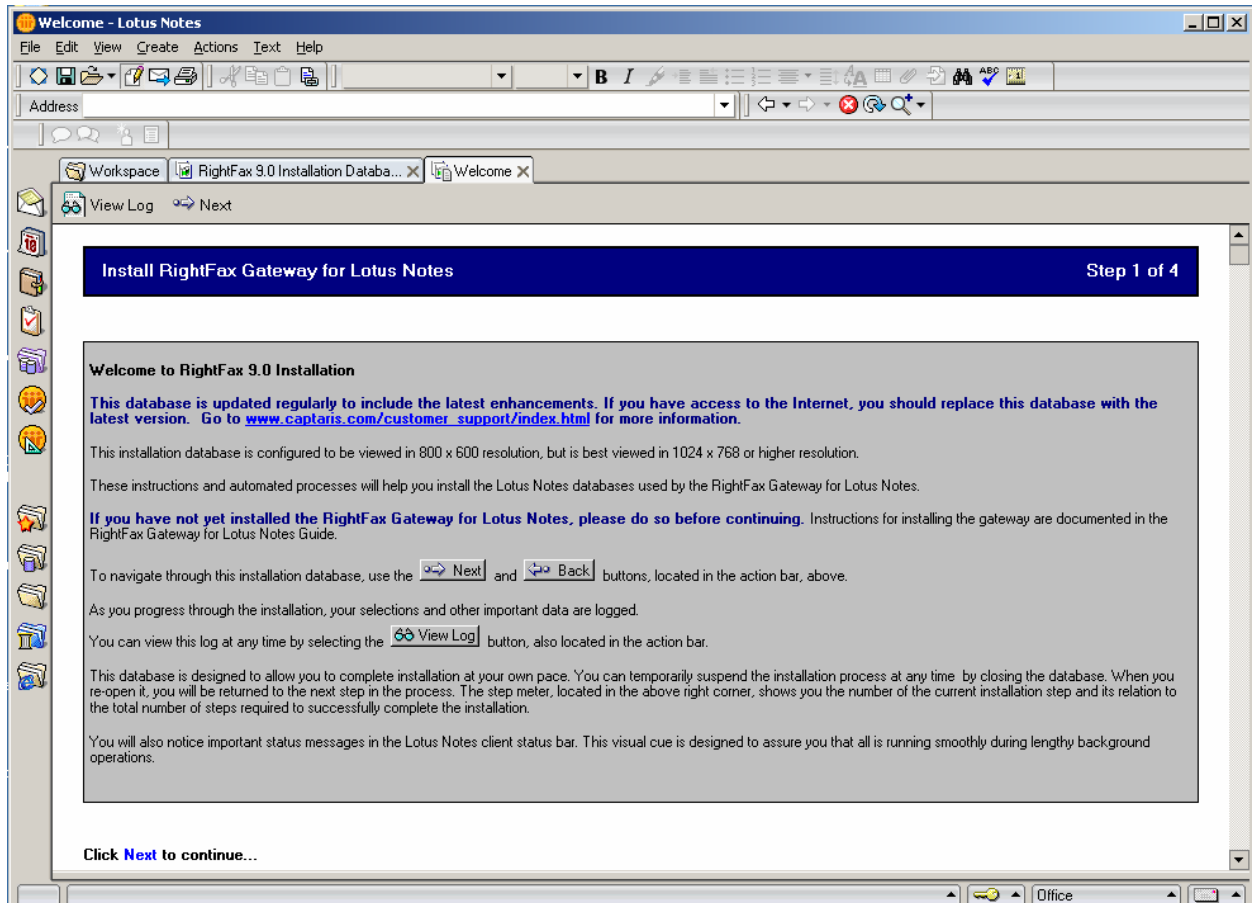 Welcome - Lotus Notes
File Edit View Create Actions Text Help
B I
ABC
Address
Workspace
RightFax 9.0 Installation Databa...
Welcome
View Log
Next
Install RightFax Gateway for Lotus Notes
Step 1 of 4
Welcome to RightFax 9.0 Installation
This database is updated regularly to include the latest enhancements. If you have access to the Internet, you should replace this database with the
latest version. Go to www.captaris.com/customer_support/index.html for more information.
This installation database is configured to be viewed in 800 x 600 resolution, but is best viewed in 1024 x 768 or higher resolution.
These instructions and automated processes will help you install the Lotus Notes databases used by the RightFax Gateway for Lotus Notes.
If you have not yet installed the RightFax Gateway for Lotus Notes, please do so before continuing. Instructions for installing the gateway are documented in the
RightFax Gateway for Lotus Notes Guide.
To navigate through this installation database, use the Next and Back buttons, located in the action bar, above.
As you progress through the installation, your selections and other important data are logged.
You can view this log at any time by selecting the View Log button, also located in the action bar.
This database is designed to allow you to complete installation at your own pace. You can temporarily suspend the installation process at any time by closing the database. When you
re-open it, you will be returned to the next step in the process. The step meter, located in the above right corner, shows you the number of the current installation step and its relation to
the total number of steps required to successfully complete the installation.
You will also notice important status messages in the Lotus Notes client status bar. This visual cue is designed to assure you that all is running smoothly during lengthy background
operations.
Click Next to continue...
Office